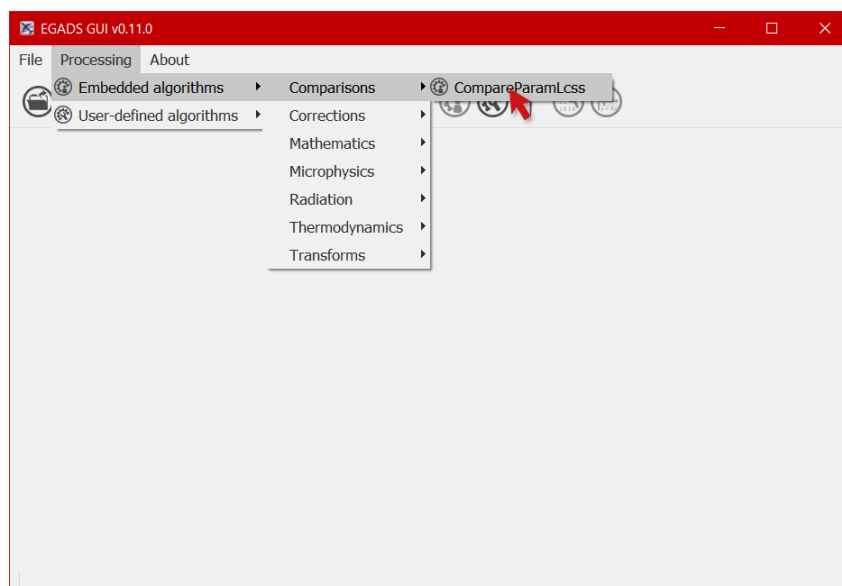 EGADS GUI v0.11.0
File Processing About
Embedded algorithms
User-defined algorithms
Comparisons
Corrections
Mathematics
Microphysics
Radiation
Thermodynamics
Transforms
CompareParamLcss